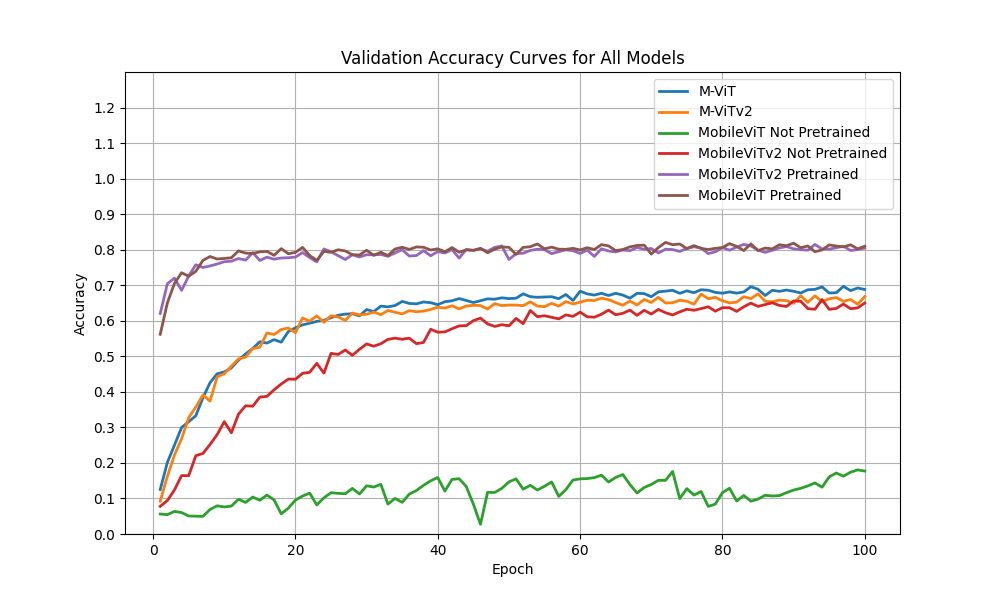 Validation Accuracy Curves for All Models
M-ViT
M-ViTv2
MobileViT Not Pretrained
MobileViTv2 Not Pretrained
MobileViTv2 Pretrained
MobileViT Pretrained
Accuracy
1.2
1.1
1.0
0.9
0.8
0.7
0.6
0.5
0.4
0.3
0.2
0.1
0.0
0 20 40 60 80 100
Epoch